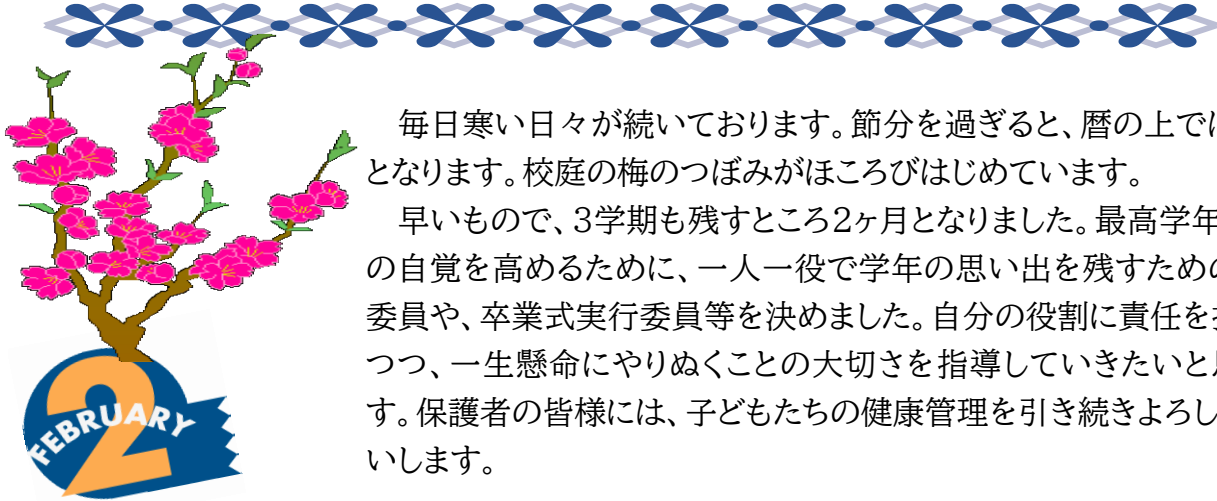 毎日寒い日々が続いております。節分を過ぎると、暦の上では
となります。校庭の梅のつぼみがほころびはじめています。
早いもので、3学期も残すところ2ヶ月となりました。最高学年
の自覚を高めるために、一人一役で学年の思い出を残すための
委員や、卒業式実行委員等を決めました。自分の役割に責任を
つつ、一生懸命にやりぬくことの大切さを指導していきたいと
す。保護者の皆様には、子どもたちの健康管理を引き続きよろし
いします。
2
FEBRUARY